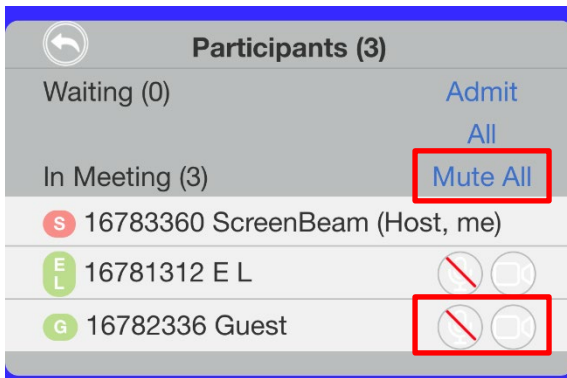 Participants (3)
Waiting (0) Admit
All
In Meeting (3) Mute All
S 16783360 ScreenBeam (Host, me)
E
L 16781312 E L
G 16782336 Guest